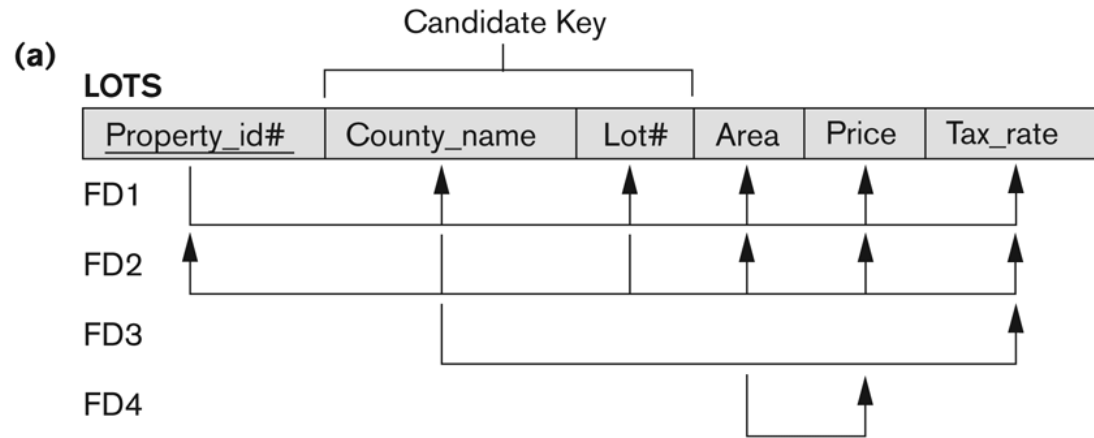 Candidate Key
(a)
LOTS
Property_id# County_name Lot# Area Price Tax_rate
FD1
FD2
FD3
FD4